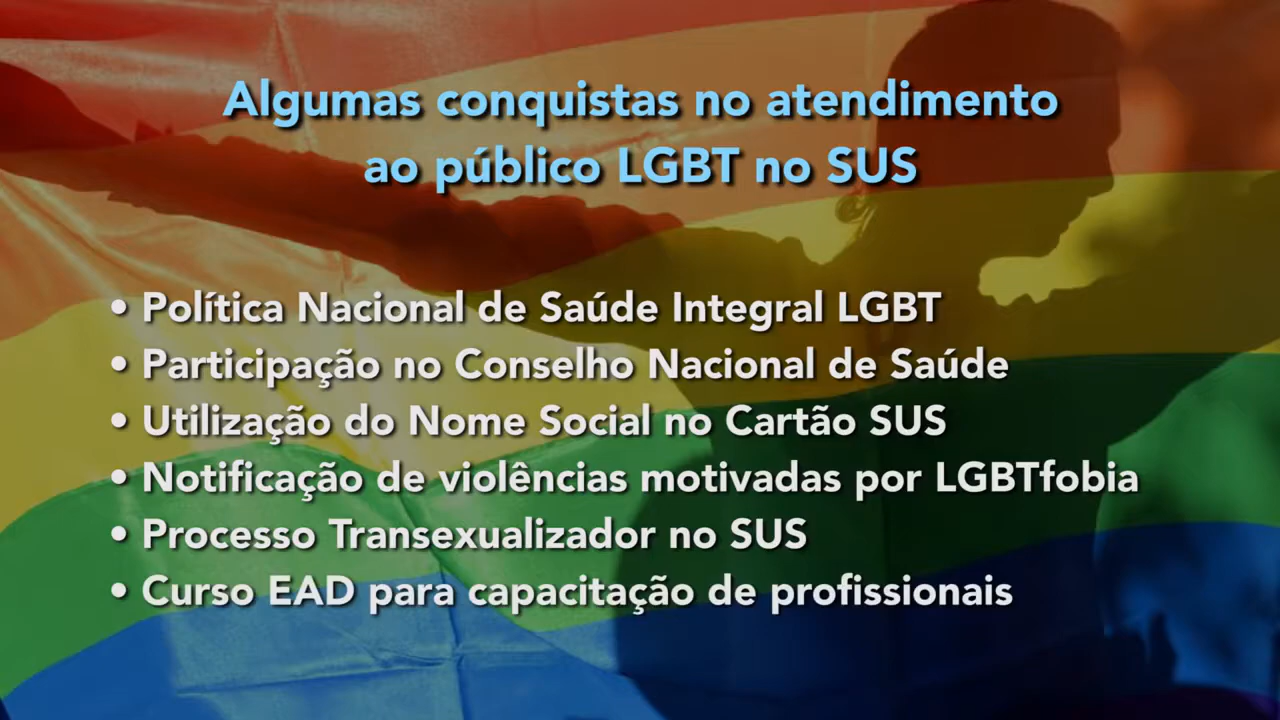 Algumas conquistas no atendimento
ao público LGBT no SUS
• Política Nacional de Saúde Integral LGBT
• Participação no Conselho Nacional de Saúde
• Utilização do Nome Social no Cartão SUS
• Notificação de violências motivadas por LGBTfobia
• Processo Transexualizador no SUS
• Curso EAD para capacitação de profissionais